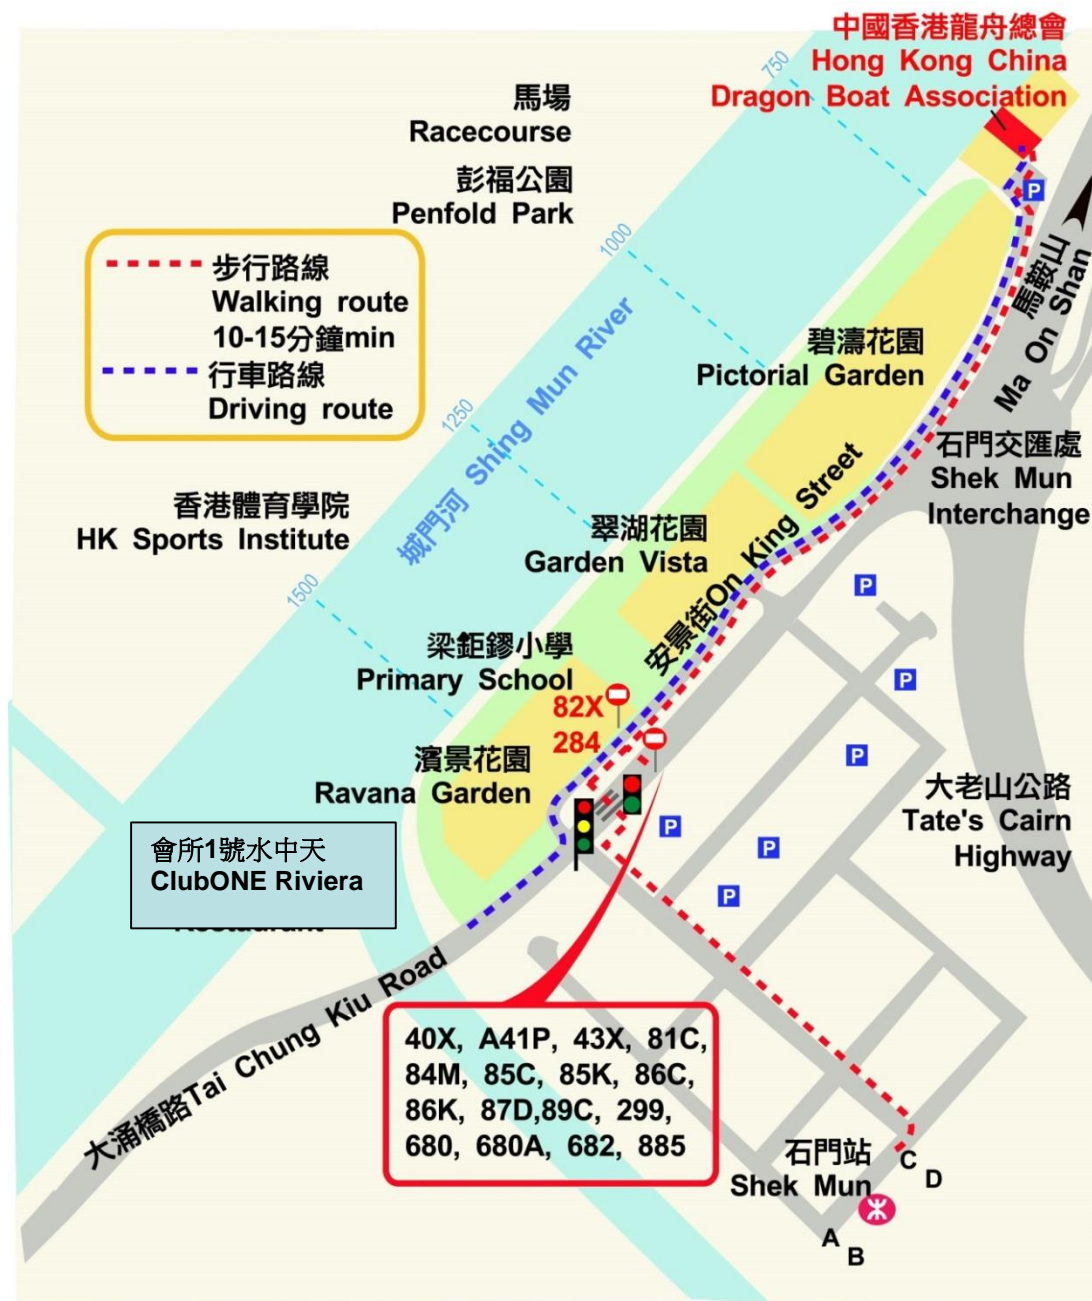 中國香港龍舟總會
Hong Kong China
Dragon Boat Association
750
馬場
Racecourse
彭福公園
Penfold Park
P
步行路線
Walking route
10-15分鐘min
行車路線
Driving route
1000
城門河 Shing Mun River
馬鞍山
Ma On Shan
碧濤花園
Pictorial Garden
1250
石門交匯處
Shek Mun
Interchange
香港體育學院
HK Sports Institute
翠湖花園
Garden Vista
安景街On King Street
1500
P
梁鉅鏐小學
Primary School
P
82X
284
P
濱景花園
Ravana Garden
大老山公路
Tate's Cairn
Highway
P
P
P
會所1號水中天
ClubONE Riviera
Restaurant
大涌橋路Tai Chung Kiu Road
40X, A41P, 43X, 81C,
84M, 85C, 85K, 86C,
86K, 87D,89C, 299,
680, 680A, 682, 885
石門站
Shek Mun
C
D
A
B